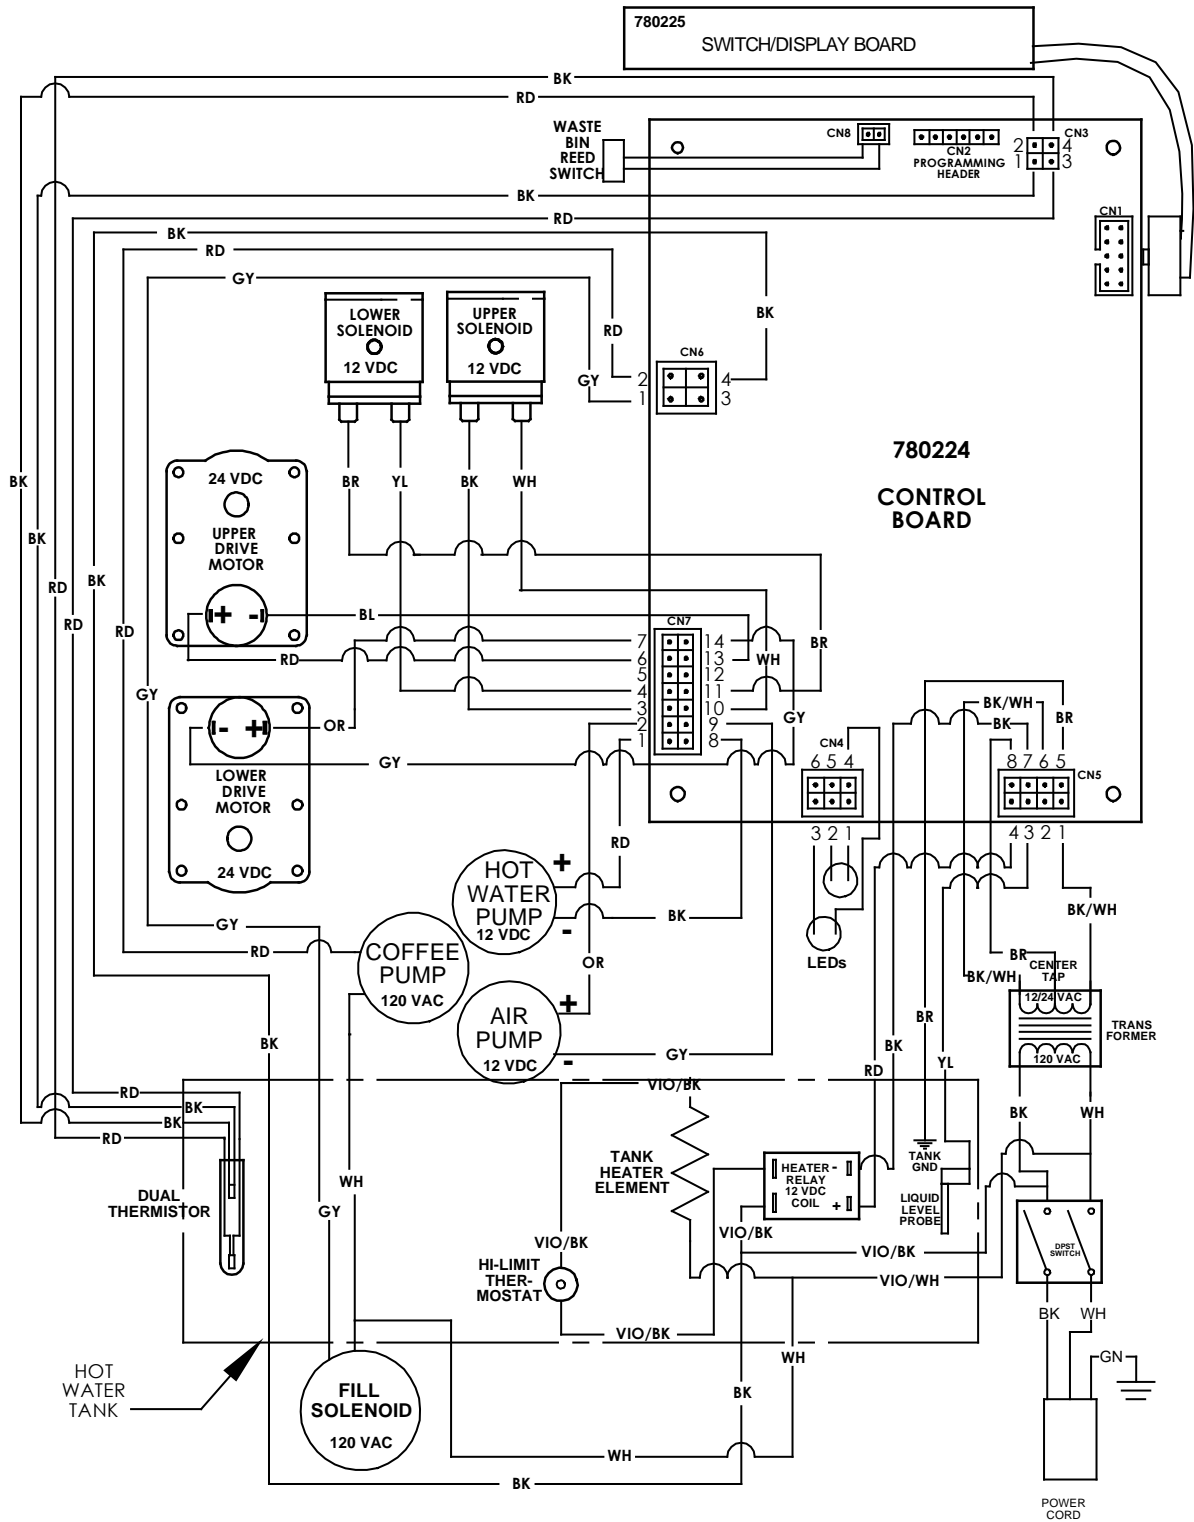 780225
SWITCH/DISPLAY BOARD
BK
RD
WASTE
BIN
REED
SWITCH
CN8
CN2
PROGRAMMING
HEADER
2
1
4
3
CN3
BK
RD
CN1
BK
RD
GY
LOWER
SOLENOID
12 VDC
UPPER
SOLENOID
12 VDC
BK
RD
GY
CN6
2
1
4
3
780224
CONTROL
BOARD
BR
YL
BK
WH
24 VDC
UPPER
DRIVE
MOTOR
+
-
BK
BK
RD
RD
BK
RD
GY
BL
RD
CN7
7
6
5
4
3
2
1
14
13
12
11
10
9
8
WH
BR
GY
-
+
OR
GY
LOWER
DRIVE
MOTOR
24 VDC
BK/WH
BK
BR
CN4
6 5 4
3 2 1
8 7 6 5
CN5
4 3 2 1
RD
HOT
WATER
PUMP
12 VDC
+
-
BK
LEDs
BK/WH
GY
RD
COFFEE
PUMP
120 VAC
OR
AIR
PUMP
12 VDC
+
-
GY
BR
BK/WH
CENTER
TAP
12/24 VAC
120 VAC
TRANS
FORMER
BK
BR
BK
YL
RD
BK
WH
VIO/BK
RD
BK
BK
RD
DUAL
THERMISTOR
WH
GY
TANK
HEATER
ELEMENT
HEATER
RELAY
12 VDC
COIL
-
+
TANK
GND
LIQUID
LEVEL
PROBE
VIO/BK
VIO/BK
VIO/BK
VIO/WH
DPST
SWITCH
HI-LIMIT
THER-
MOSTAT
VIO/BK
BK
WH
WH
GN
HOT
WATER
TANK
FILL
SOLENOID
120 VAC
BK
WH
BK
POWER
CORD